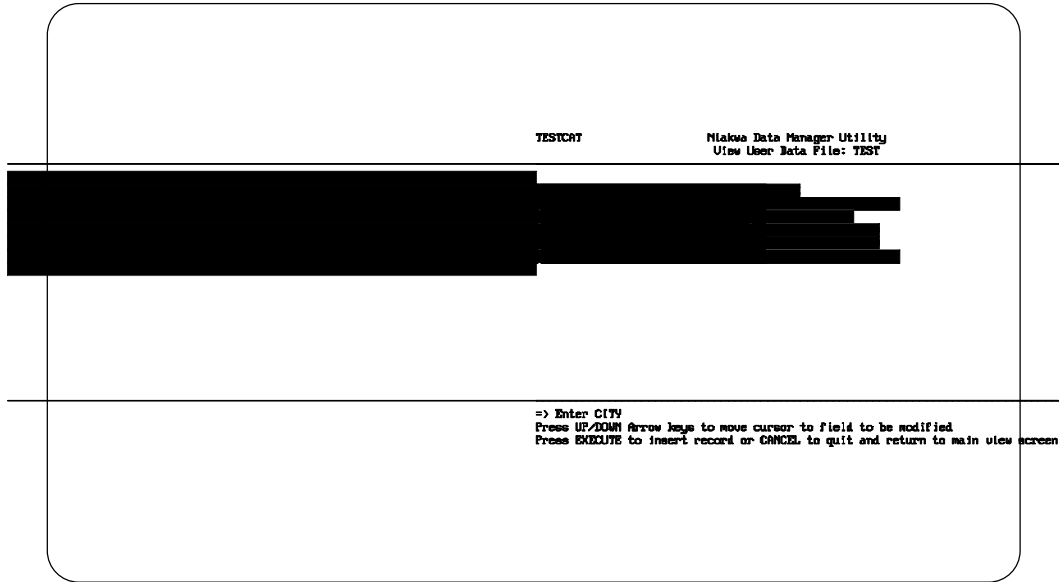 TESTCAT Niakwa Data Manager Utility
View User Data File: TEST
=> Enter CITY
Press UP/DOWN Arrow keys to move cursor to field to be modified
Press EXECUTE to insert record or CANCEL to quit and return to main view screen